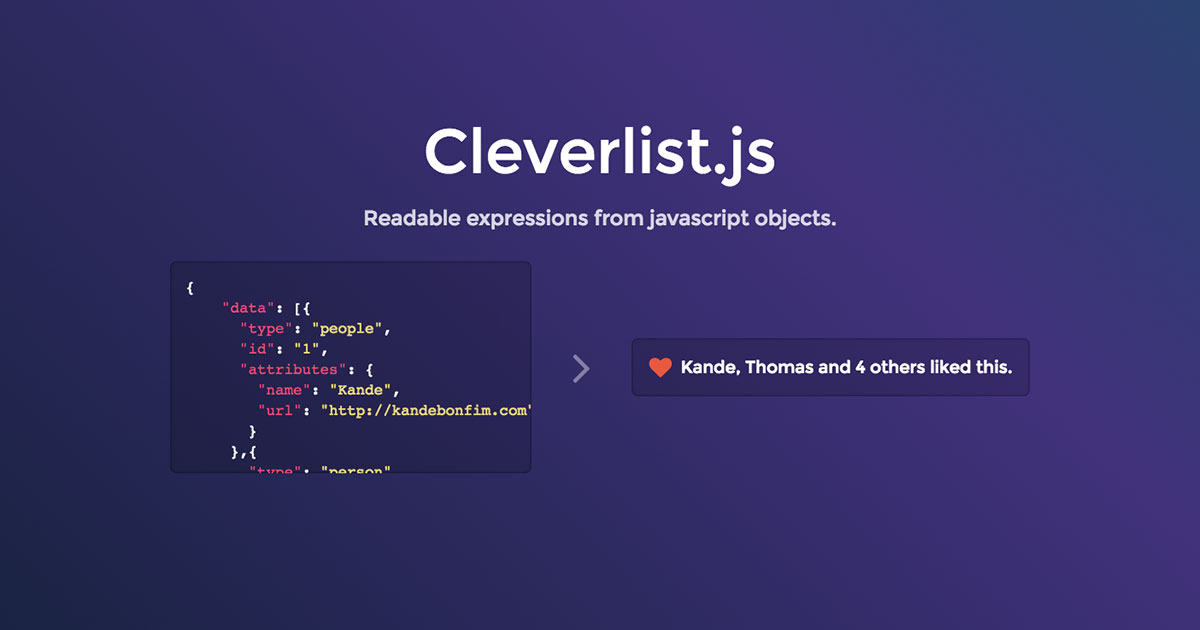 Cleverlist.js
Readable expressions from javascript objects.
{
"data": [{
"type": "people",
"id": "1",
"attributes": {
"name": "Kande",
"url": "http://kandebonfim.com"
}
},{
"type": "person"
Kande, Thomas and 4 others liked this.